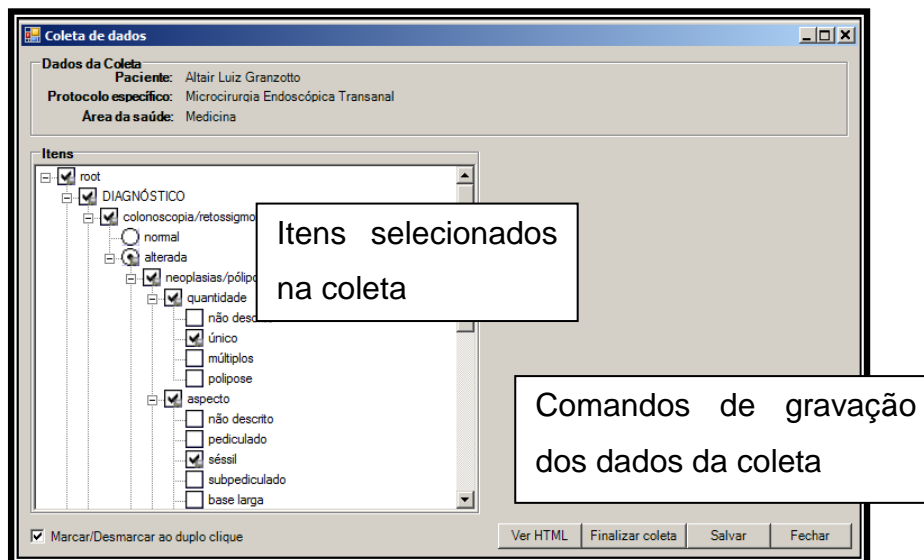 Coleta de dados
Dados da Coleta
Paciente: Altair Luiz Granzotto
Protocolo específico: Microcirurgia Endoscópica Transanal
Área da saúde: Medicina
Itens
root
DIAGNÓSTICO
colonoscopia/retossigmo
normal
alterada
neoplasias/pólipo
quantidade
não descrito
único
múltiplos
polipose
aspecto
não descrito
pediculado
séssil
subpediculado
base larga
Itens selecionados
na coleta
Comandos de gravação
dos dados da coleta
Marcar/Desmarcar ao duplo clique
Ver HTML Finalizar coleta Salvar Fechar